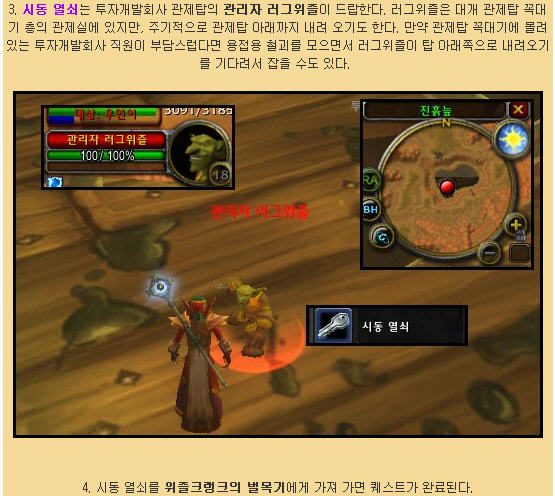 3. 시동 열쇠는 투자개발회사 관제탑의 관리자 러그위즐이 드랍한다. 러그위즐은 대개 관제탑 꼭대
기 층의 관제실에 있지만, 주기적으로 관제탑 아래까지 내려 오기도 한다. 만약 관제탑 꼭대기에 몰려
있는 투자개발회사 직원이 부담스럽다면 용접용 철괴를 모으면서 러그위즐이 탑 아래쪽으로 내려오기
를 기다려서 잡을 수도 있다.
3091/3185
관리자 러그위즐
100/100%
18
진흙늪
N
RA
BH
관리자 러그위즐
시동 열쇠
4. 시동 열쇠를 위즐크랭크의 벌목기에게 가져 가면 퀘스트가 완료된다.